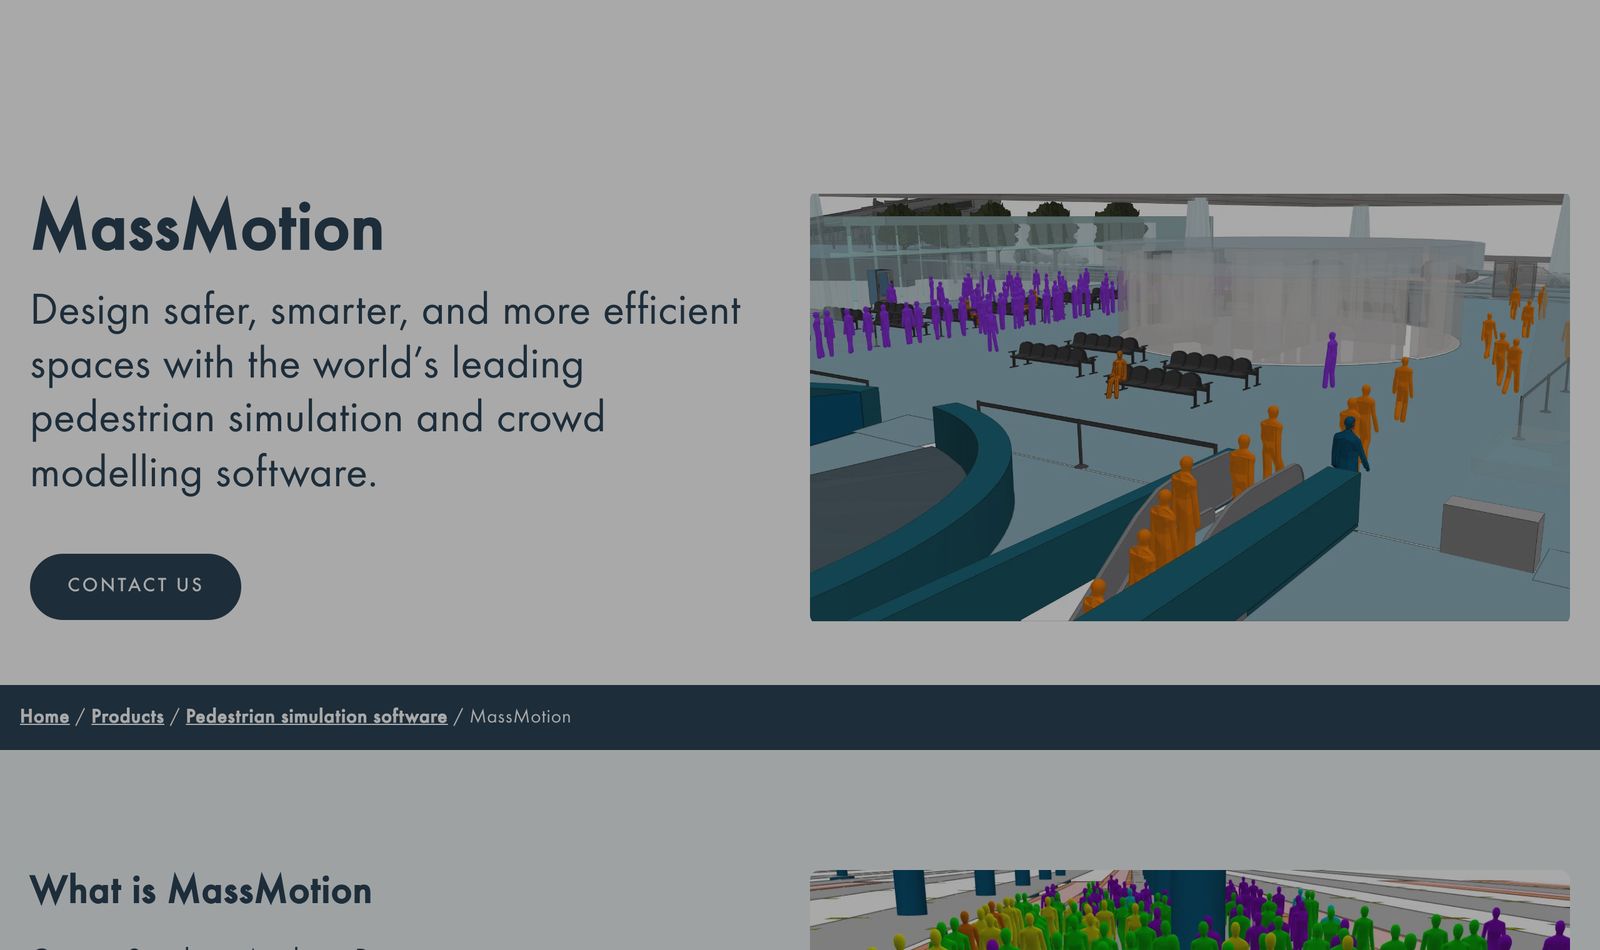 MassMotion
Design safer, smarter, and more efficient
spaces with the world’s leading
pedestrian simulation and crowd
modelling software.
CONTACT US
Home / Products / Pedestrian simulation software / MassMotion
What is MassMotion